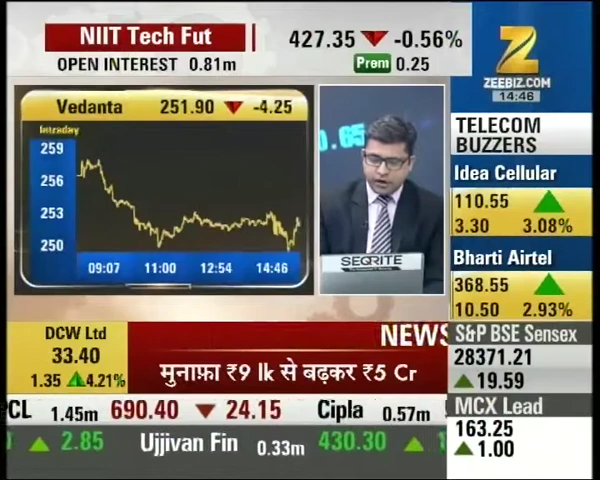 NIIT Tech Fut
427.35 -0.56%
OPEN INTEREST 0.81m
Prem 0.25
ZEEBIZ.COM
14:46
Vedanta 251.90 -4.25
Intraday
259
256
253
250
09:07 11:00 12:54 14:46
0.65
SEQRITE
TELECOM
BUZZERS
Idea Cellular
110.55
3.30 3.08%
Bharti Airtel
368.55
10.50 2.93%
DCW Ltd
33.40
1.35 4.21%
NEWS
मुनाफ़ा ₹9 lk से बढ़कर ₹5 Cr
S&P BSE Sensex
28371.21
19.59
MCX Lead
163.25
1.00
PCL 1.45m 690.40 24.15 Cipla 0.57m
2.85 Ujjivan Fin 0.33m 430.30